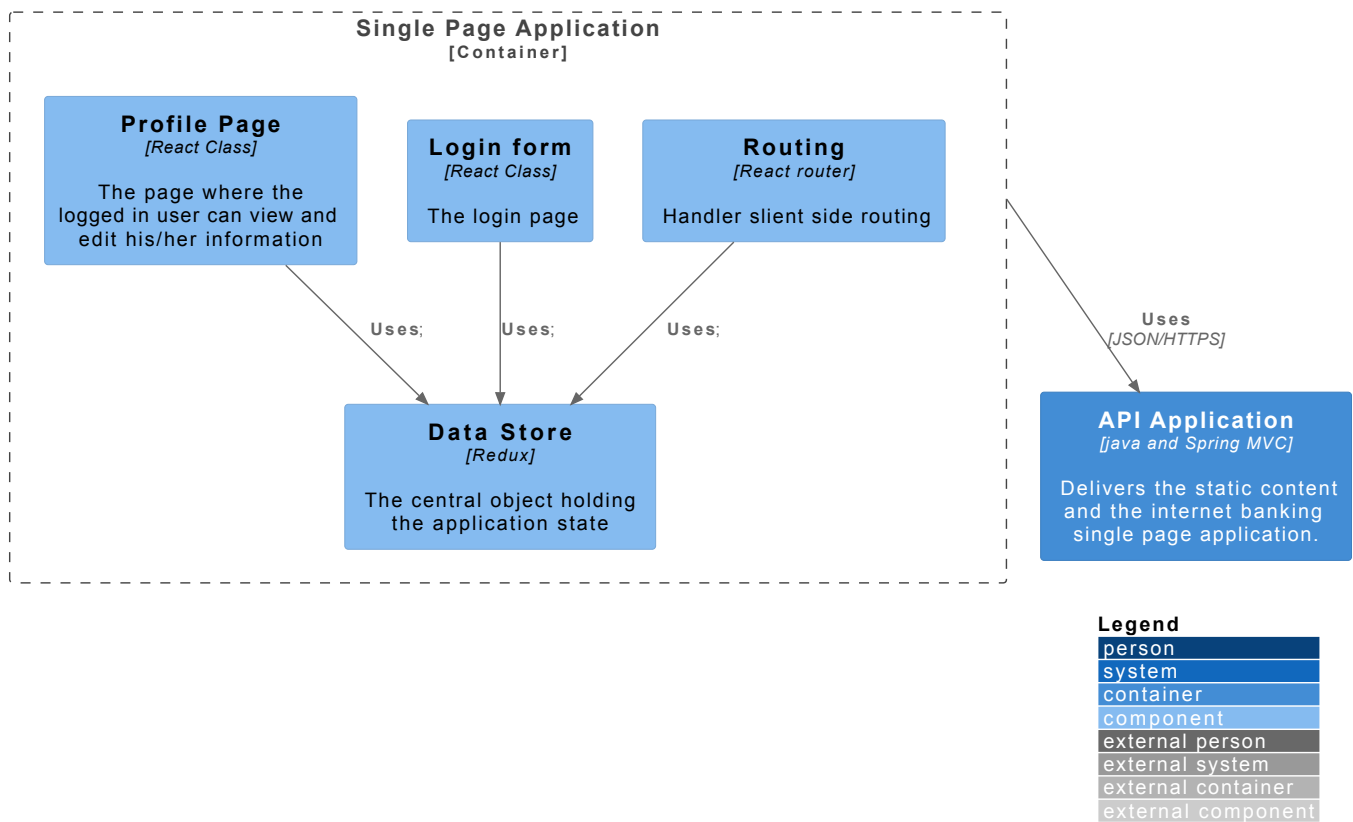 Single Page Application
[Container]
Profile Page
[React Class]
The page where the
logged in user can view and
edit his/her information
Login form
[React Class]
The login page
Routing
[React router]
Handler slient side routing
Uses;
Uses;
Uses;
Uses
[JSON/HTTPS]
Data Store
[Redux]
The central object holding
the application state
API Application
[java and Spring MVC]
Delivers the static content
and the internet banking
single page application.
Legend
person
system
container
component
external person
external system
external container
external component